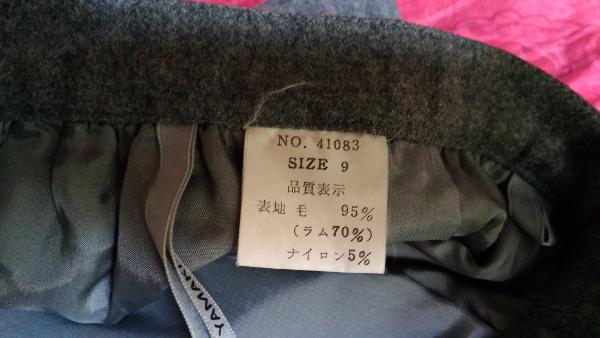 NO. 41083
SIZE 9
品質表示
表地 毛 95%
(ラム70%)
ナイロン5%
YAMAKI